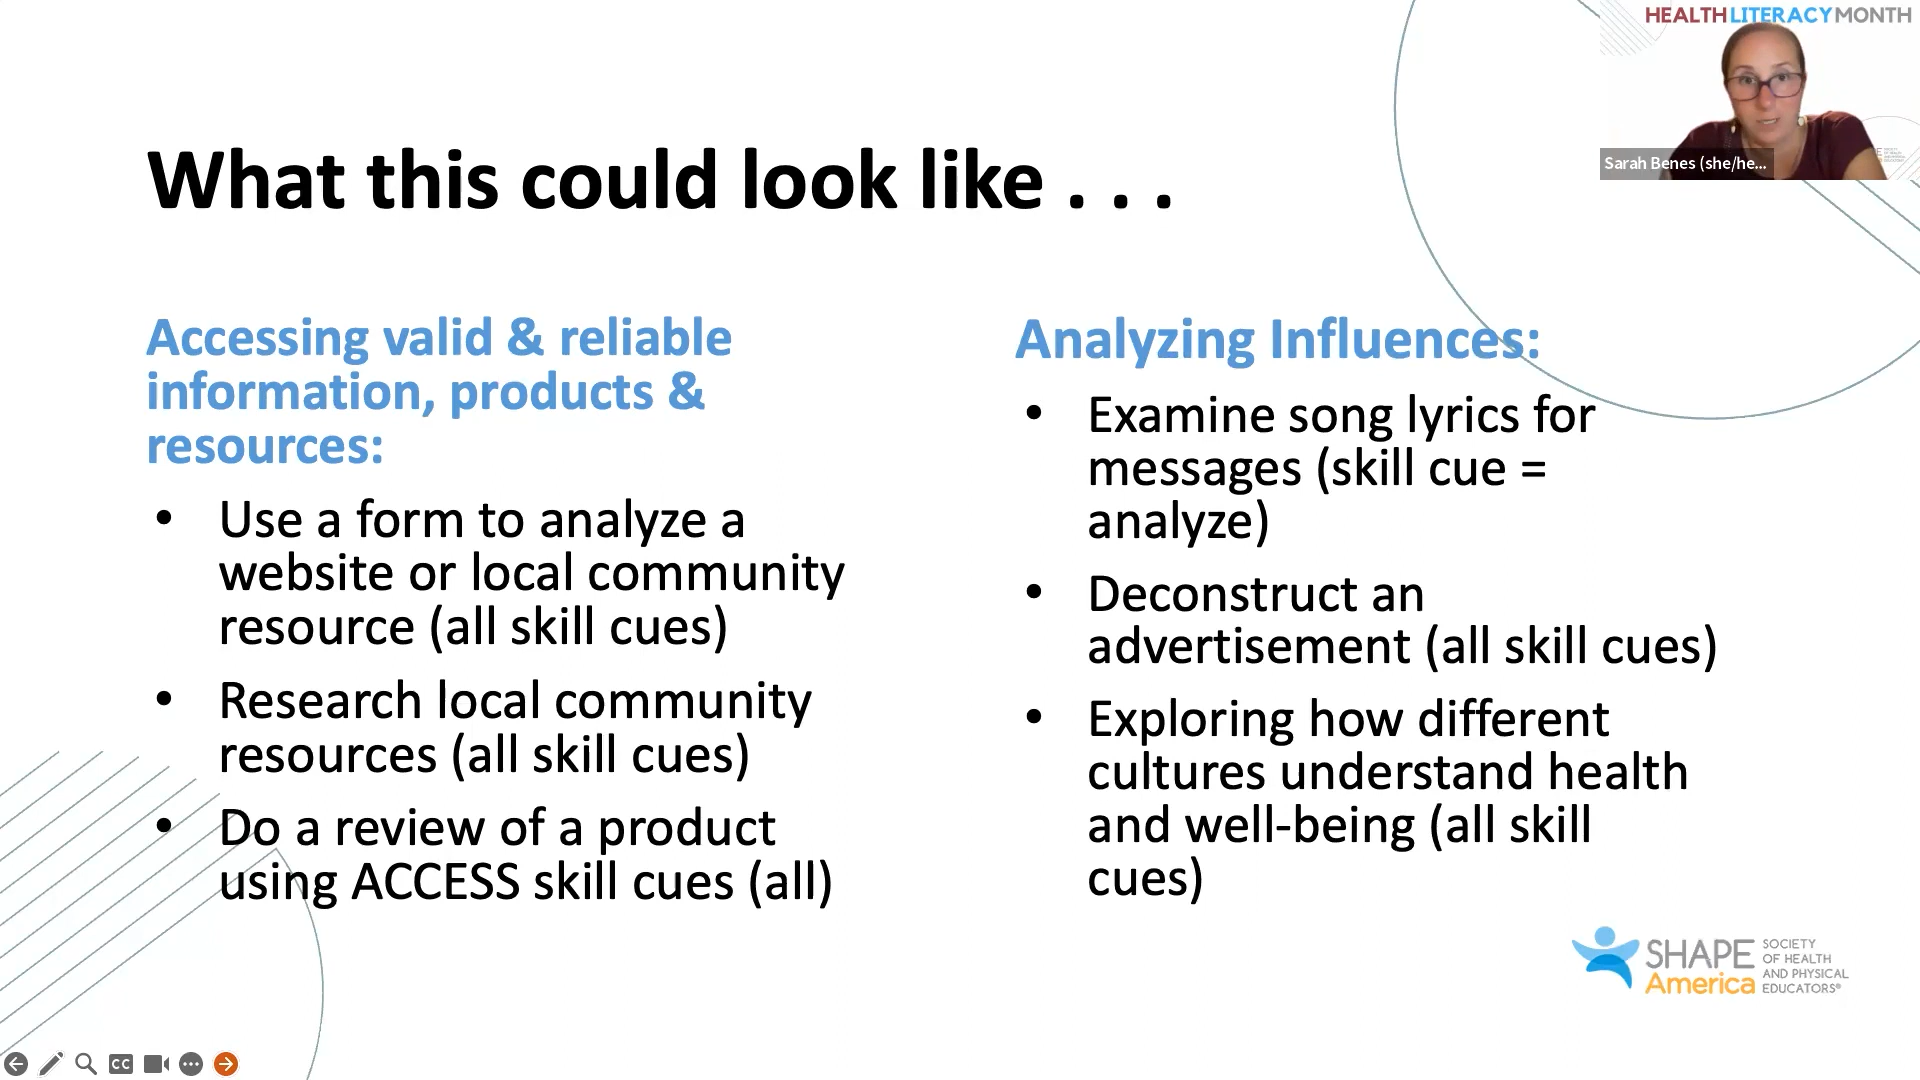 HEALTHLITERACYMONTH
Sarah Benes (she/he...
What this could look like . . .
Accessing valid & reliable
information, products &
resources:
• Use a form to analyze a
website or local community
resource (all skill cues)
• Research local community
resources (all skill cues)
• Do a review of a product
using ACCESS skill cues (all)
Analyzing Influences:
• Examine song lyrics for
messages (skill cue =
analyze)
• Deconstruct an
advertisement (all skill cues)
• Exploring how different
cultures understand health
and well-being (all skill
cues)
SHAPE
America
SOCIETY
OF HEALTH
AND PHYSICAL
EDUCATORS®
CC